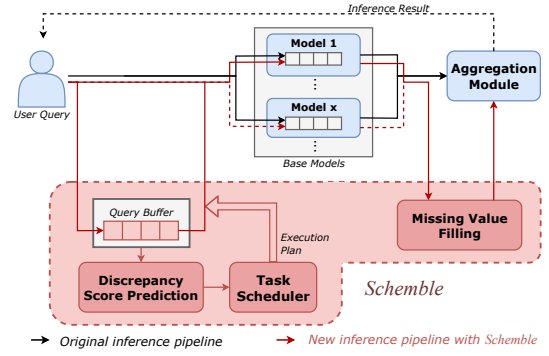 Inference Result
Model 1
Aggregation
Module
User Query
Model x
Base Models
Query Buffer
Execution
Plan
Missing Value
Filling
Discrepancy
Score Prediction
Task
Scheduler
Schemble
Original inference pipeline
New inference pipeline with Schemble